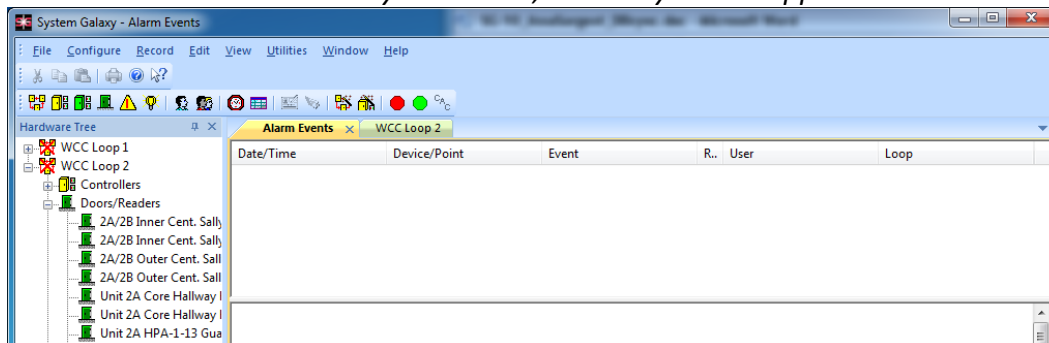 System Galaxy - Alarm Events
File Configure Record Edit View Utilities Window Help
Hardware Tree
Alarm Events
WCC Loop 2
Date/Time Device/Point Event R.. User Loop
WCC Loop 1
WCC Loop 2
Controllers
Doors/Readers
2A/2B Inner Cent. Sally
2A/2B Inner Cent. Sally
2A/2B Outer Cent. Sall
2A/2B Outer Cent. Sall
Unit 2A Core Hallway
Unit 2A Core Hallway
Unit 2A HPA-1-13 Gua